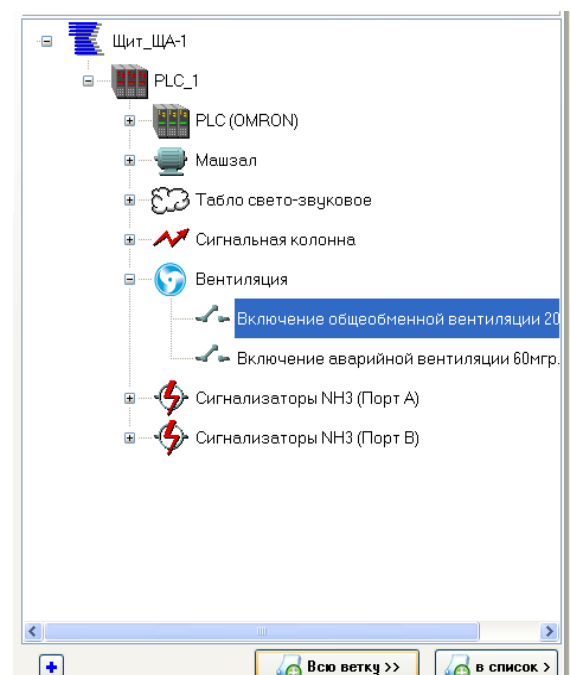 Щит_ЩА-1
PLC_1
PLC (OMRON)
Машзал
Табло свето-звуковое
Сигнальная колонна
Вентиляция
Включение общеобменной вентиляции 20
Включение аварийной вентиляции 60мгр.
Сигнализаторы NH3 (Порт А)
Сигнализаторы NH3 (Порт В)
Всю ветку >>
в список >